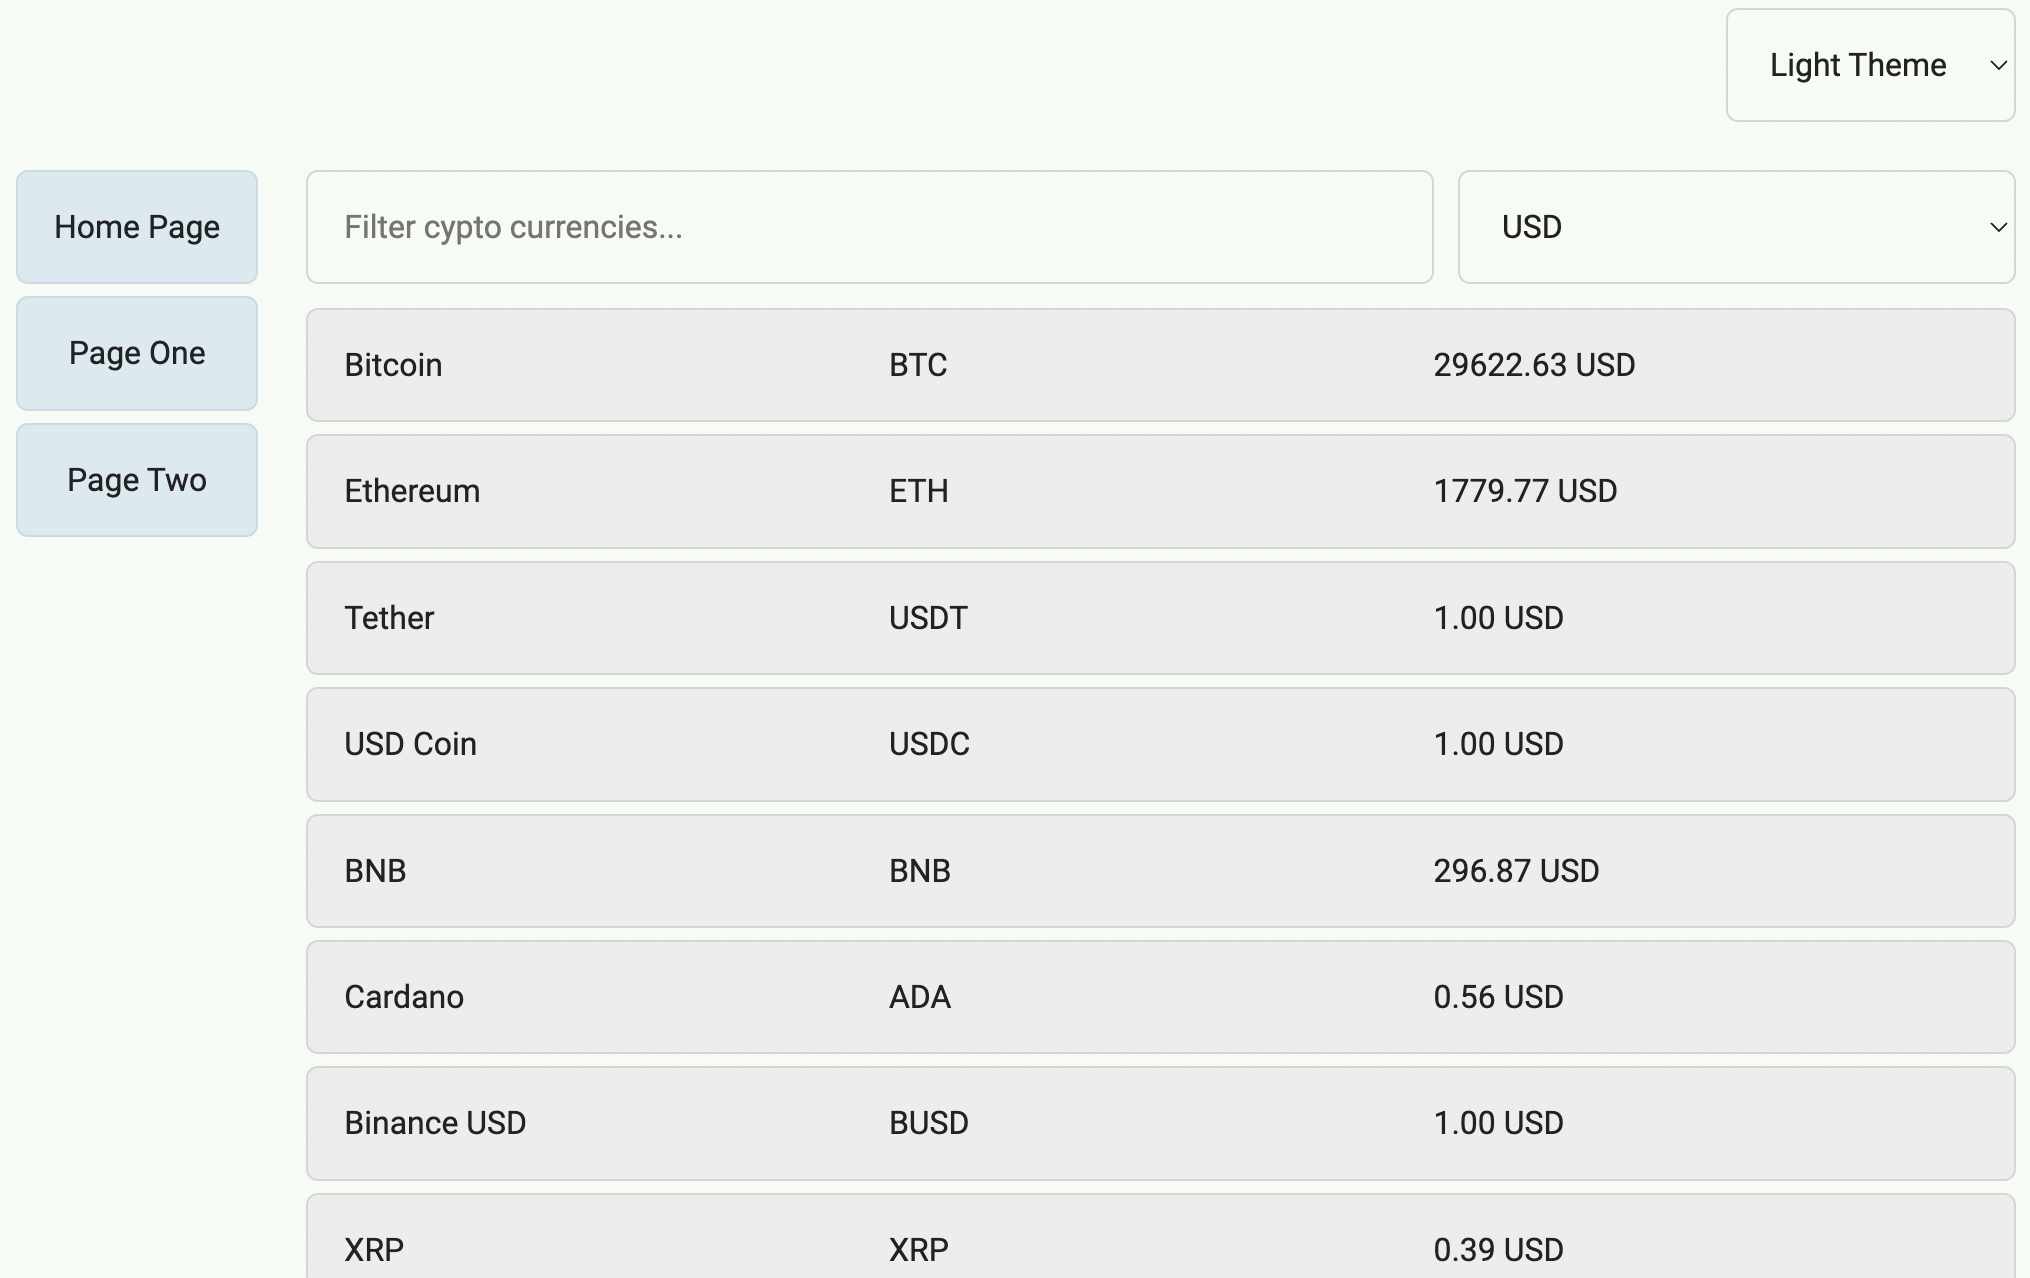 Light Theme
Home Page
Page One
Page Two
Filter cypto currencies...
USD
Bitcoin BTC 29622.63 USD
Ethereum ETH 1779.77 USD
Tether USDT 1.00 USD
USD Coin USDC 1.00 USD
BNB BNB 296.87 USD
Cardano ADA 0.56 USD
Binance USD BUSD 1.00 USD
XRP XRP 0.39 USD